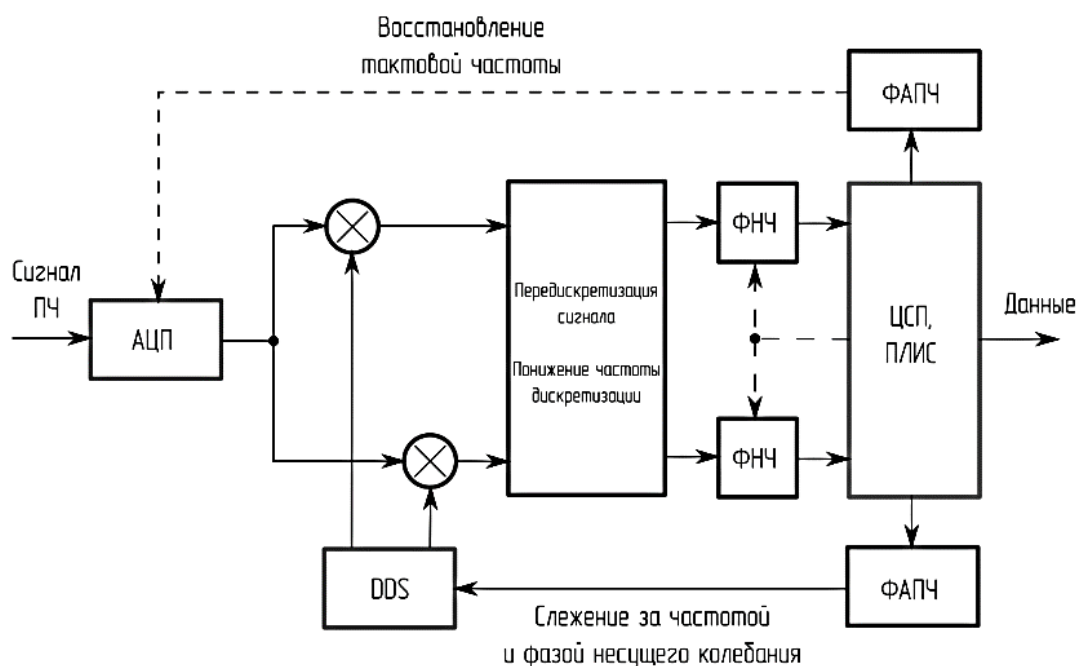 Восстановление
тактовой частоты
ФАПЧ
ФНЧ
Сигнал
ПЧ
АЦП
Передискретизация
сигнала
Понижение частоты
дискретизации
ЦСП,
ПЛИС
Данные
ФНЧ
DDS
ФАПЧ
Слежение за частотой
и фазой несущего колебания